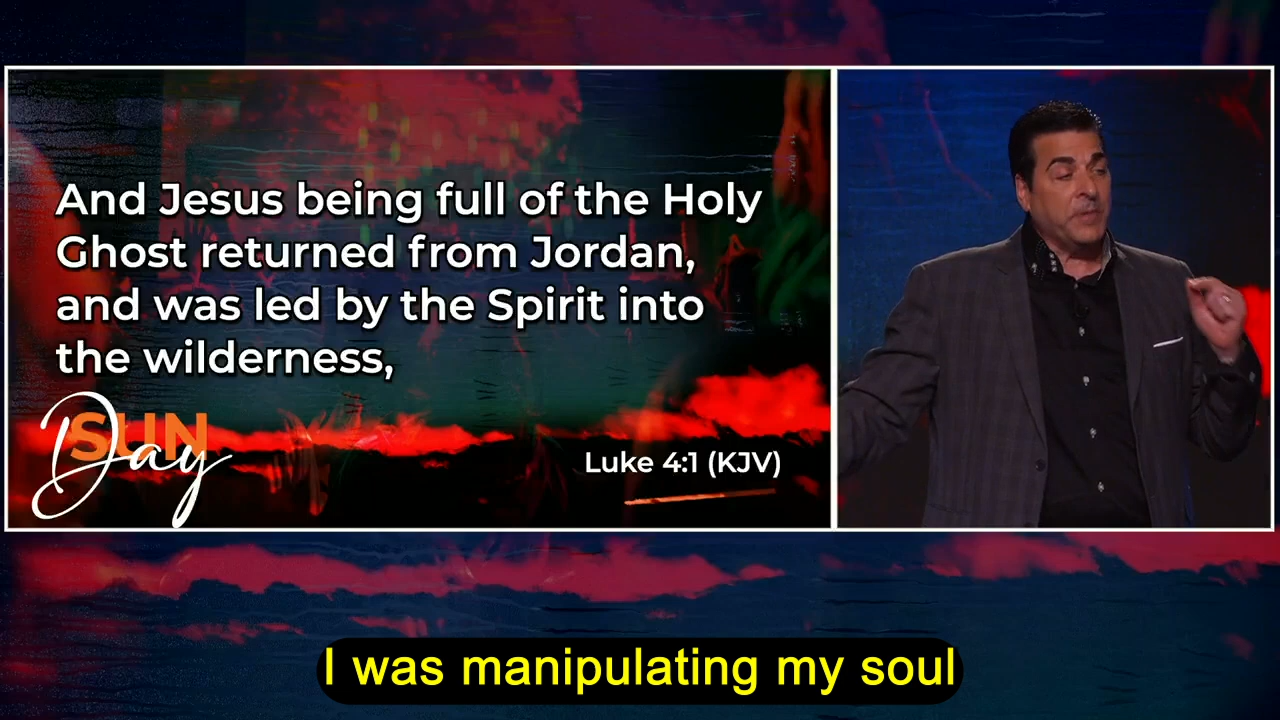 And Jesus being full of the Holy
Ghost returned from Jordan,
and was led by the Spirit into
the wilderness,
SUN
Day
Luke 4:1 (KJV)
I was manipulating my soul